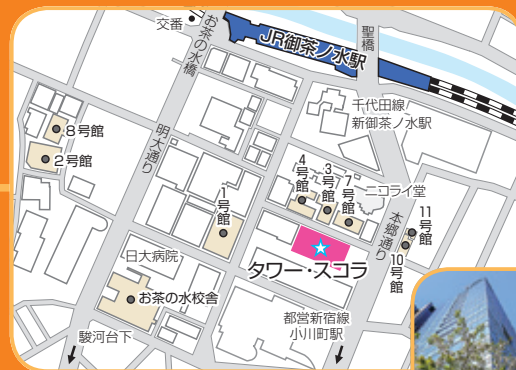 交番
お茶の水橋
JR御茶ノ水駅
聖橋
千代田線
新御茶ノ水駅
8号館
2号館
明大通り
1号館
4号館
3号館
7号館
ニコライ堂
本郷通り
11号館
10号館
タワー・スコラ
日大病院
お茶の水校舎
都営新宿線
小川町駅
駿河台下